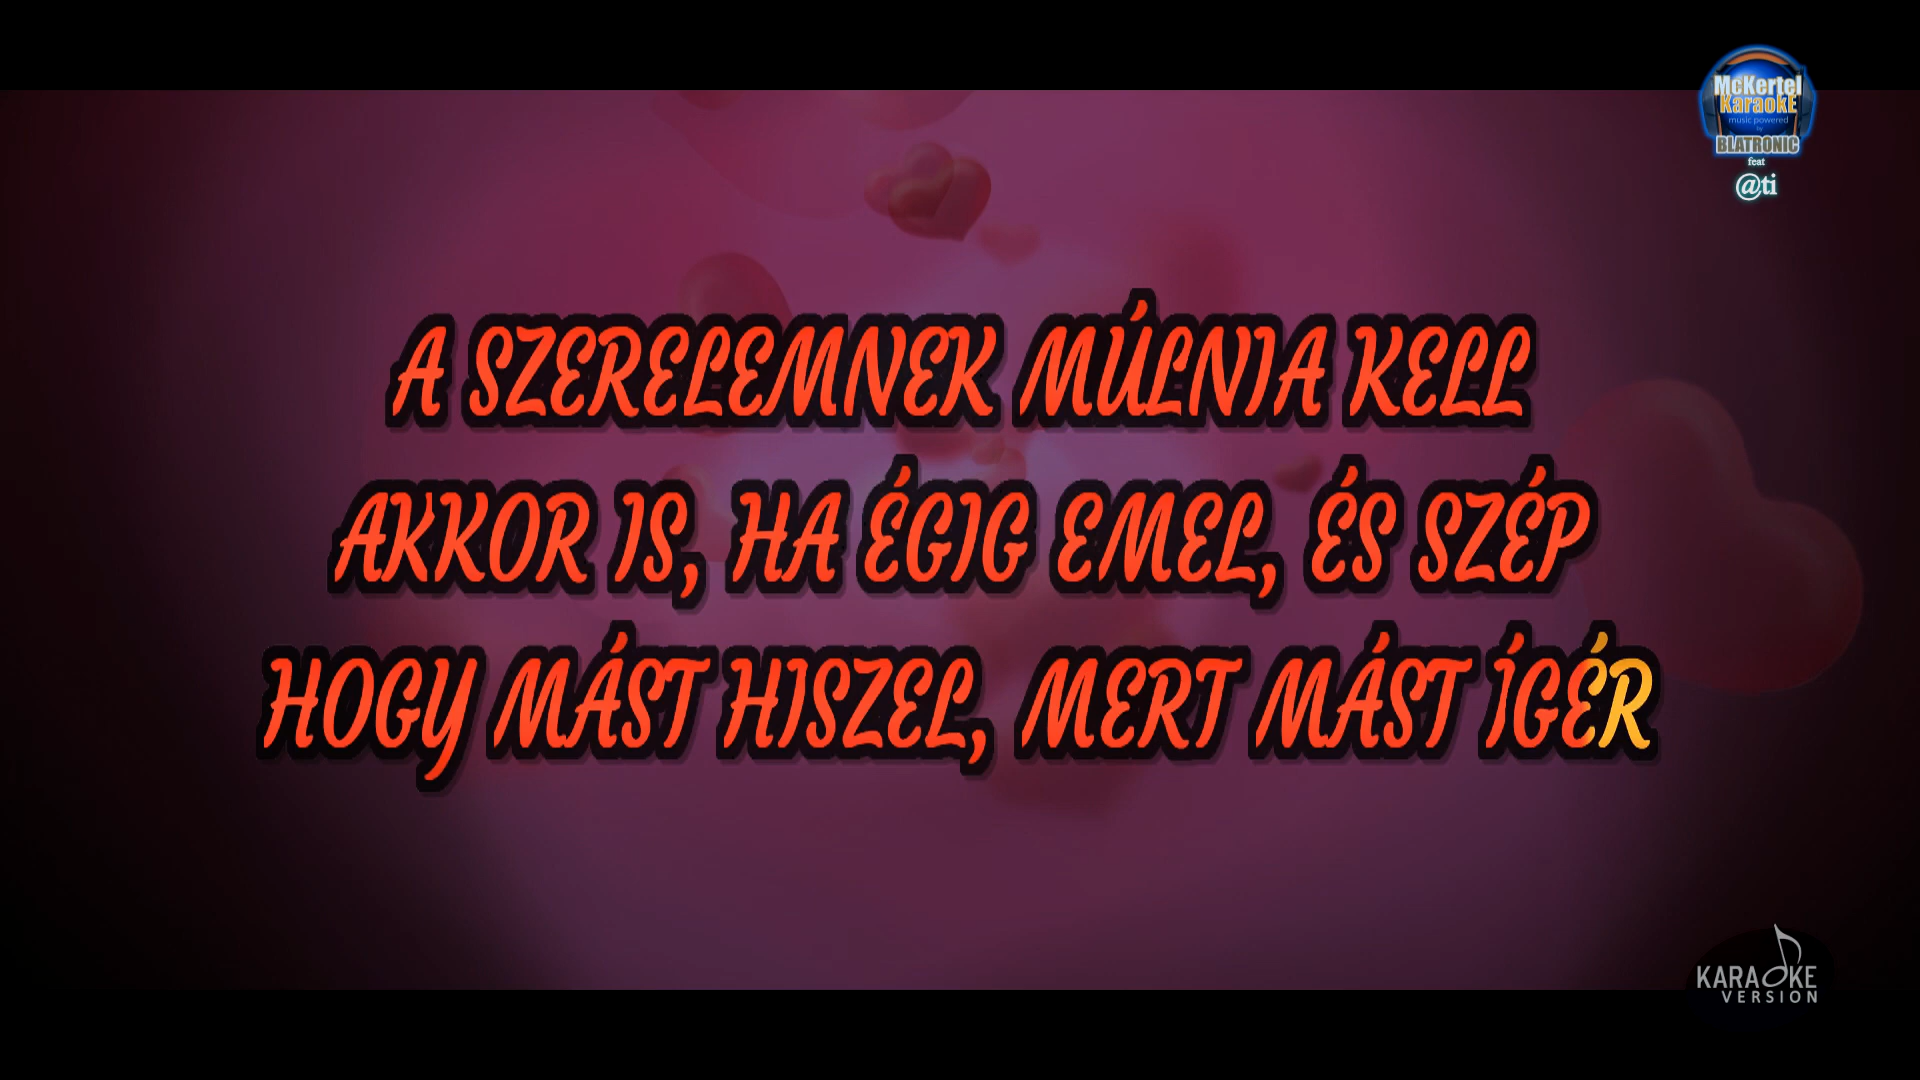 McKertel
KaraokE
music powered
by
BLATRONIC
feat
@ti
A SZERELEMNEK MÚLNIA KELL
AKKOR IS, HA ÉGIG EMEL, ÉS SZÉP
HOGY MÁST HISZEL, MERT MÁST ÍGÉR
KARAOKE
VERSION